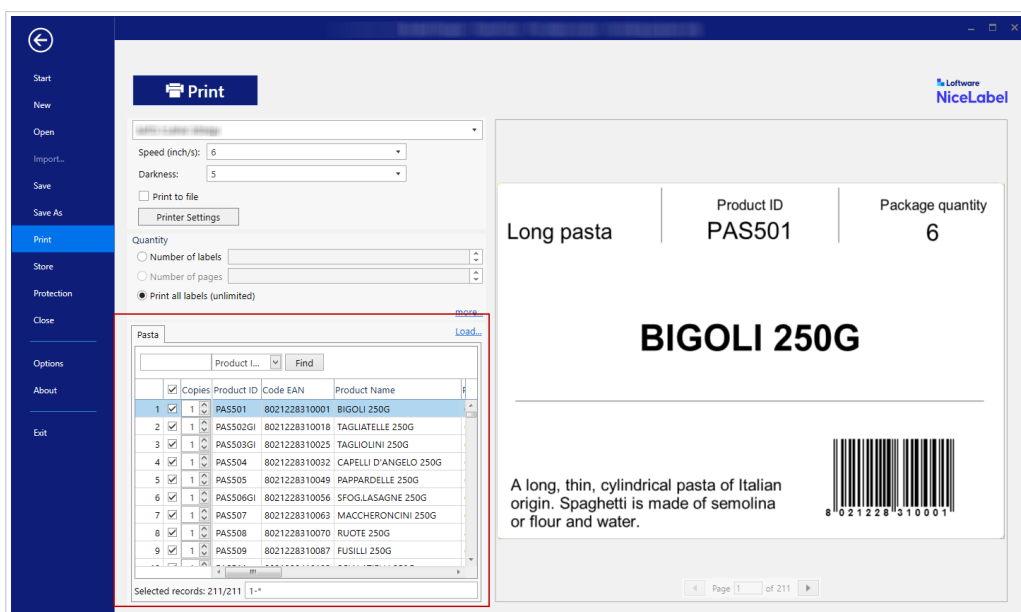 Start
New
Open
Import...
Save
Save As
Print
Store
Protection
Close
Options
About
Exit
Print
Loftware
NiceLabel
Speed (inch/s): 6
Darkness: 5
Print to file
Printer Settings
Quantity
Number of labels
Number of pages
Print all labels (unlimited)
more...
Pasta
Load...
Product I... Find
Copies Product ID Code EAN Product Name
1 1 PAS501 8021228310001 BIGOLI 250G
2 1 PAS502GI 8021228310018 TAGLIATELLE 250G
3 1 PAS503GI 8021228310025 TAGLIOLINI 250G
4 1 PAS504 8021228310032 CAPELLI D'ANGELO 250G
5 1 PAS505 8021228310049 PAPPARDELLE 250G
6 1 PAS506GI 8021228310056 SFOG.LASAGNE 250G
7 1 PAS507 8021228310063 MACCHERONCINI 250G
8 1 PAS508 8021228310070 RUOTE 250G
9 1 PAS509 8021228310087 FUSILLI 250G
Selected records: 211/211 1-*
Long pasta
Product ID
PAS501
Package quantity
6
BIGOLI 250G
A long, thin, cylindrical pasta of Italian
origin. Spaghetti is made of semolina
or flour and water.
8 021228 310001
Page 1 of 211